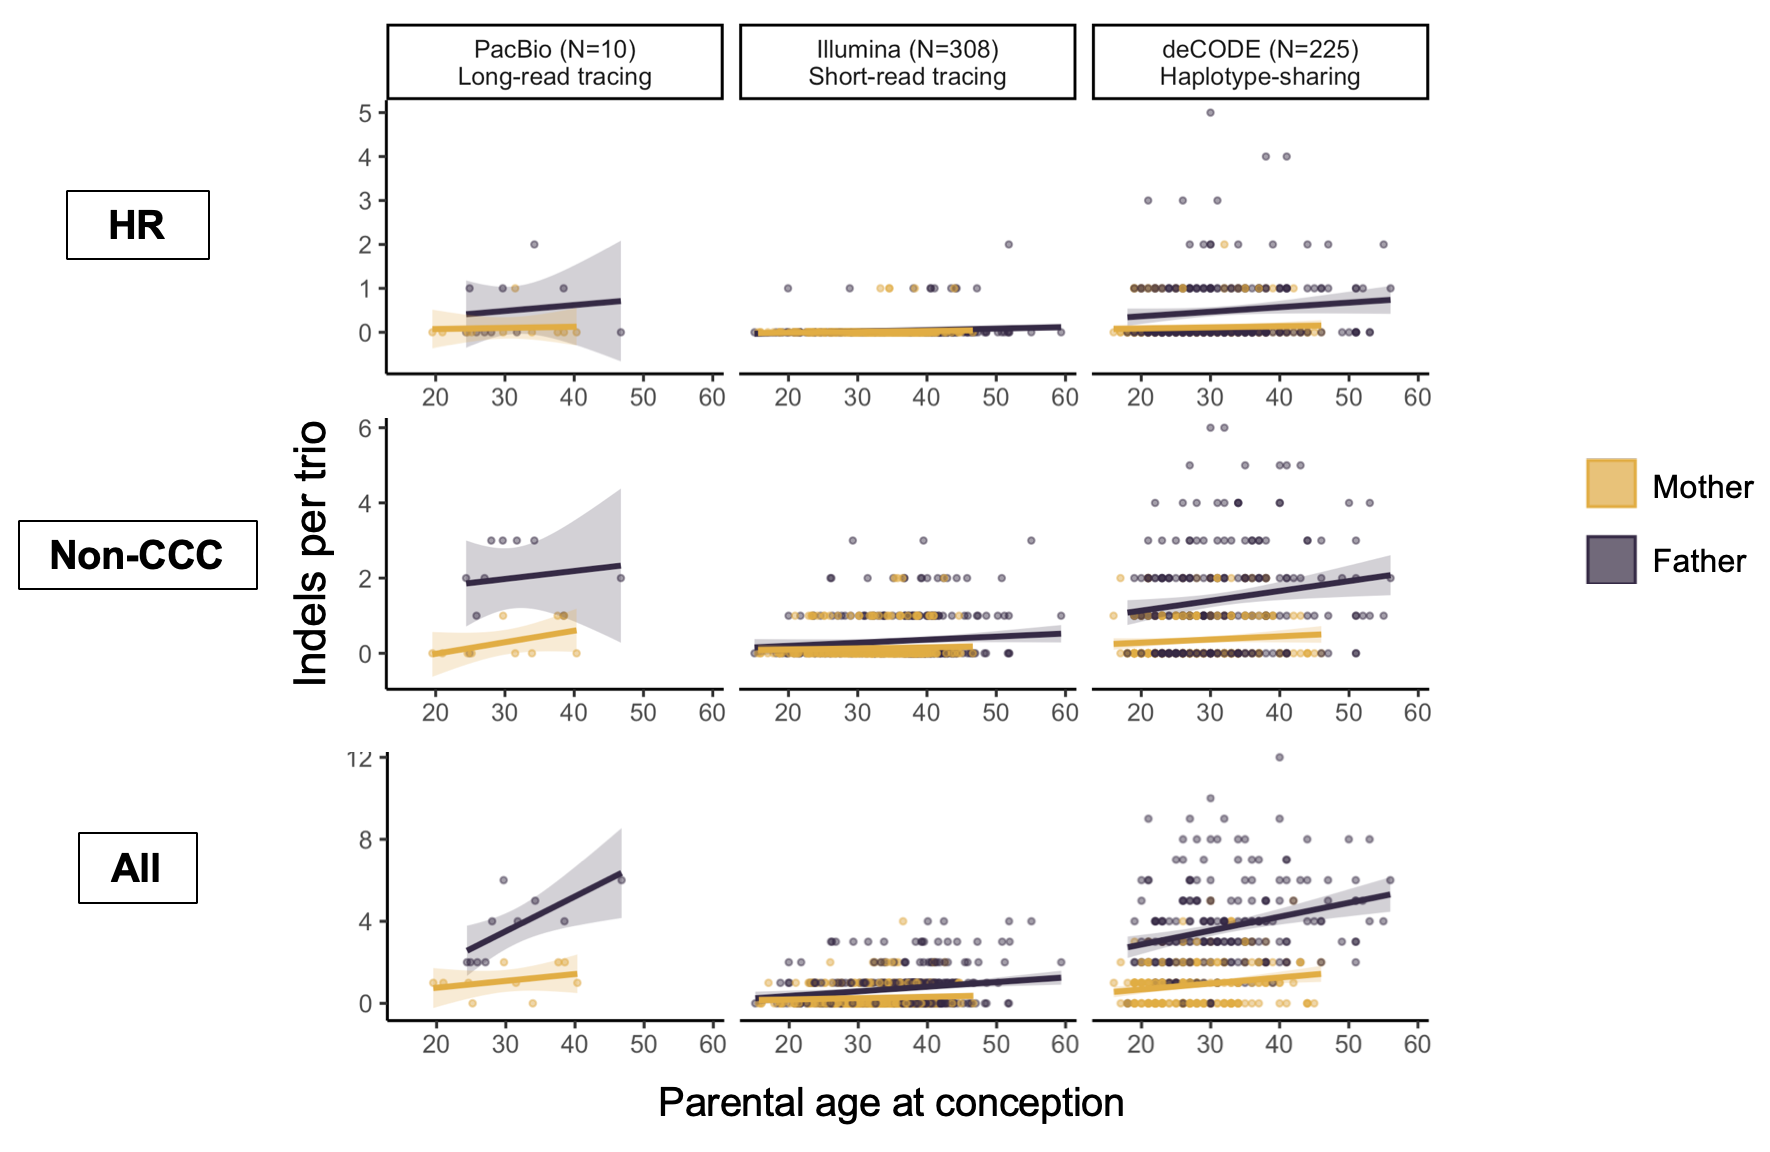 PacBio (N=10)
Long-read tracing
Illumina (N=308)
Short-read tracing
deCODE (N=225)
Haplotype-sharing
HR
5
4
3
2
1
0
20 30 40 50 60
20 30 40 50 60
20 30 40 50 60
Indels per trio
Non-CCC
6
4
2
0
20 30 40 50 60
20 30 40 50 60
20 30 40 50 60
Mother
Father
All
12
8
4
0
20 30 40 50 60
20 30 40 50 60
20 30 40 50 60
Parental age at conception